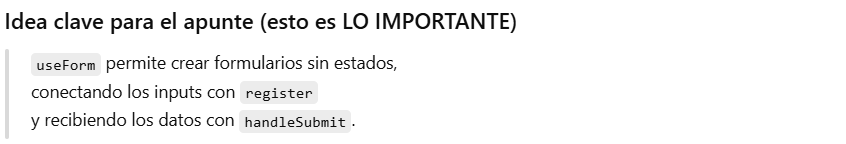 Idea clave para el apunte (esto es LO IMPORTANTE)
useForm permite crear formularios sin estados,
conectando los inputs con register
y recibiendo los datos con handleSubmit.